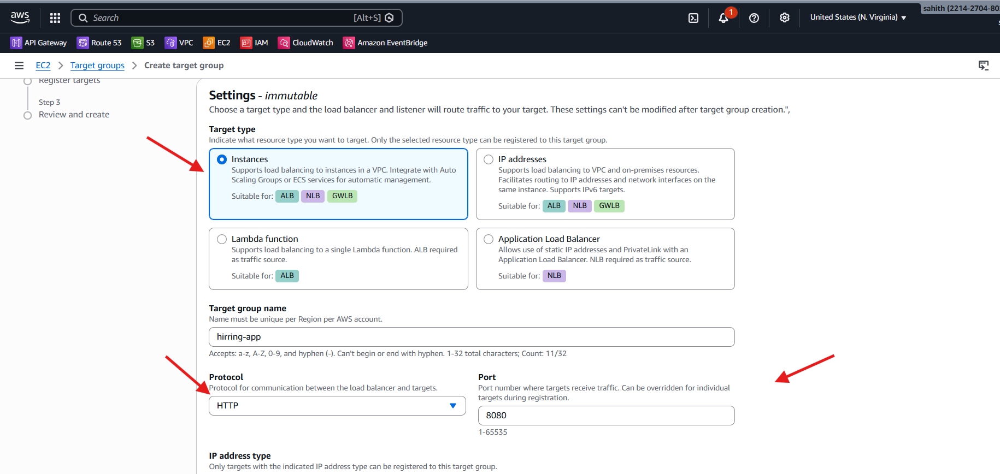 aws
Search
[Alt+S]
1
United States (N. Virginia)
sahith (2214-2704-80
API Gateway
Route 53
S3
VPC
EC2
IAM
CloudWatch
Amazon EventBridge
EC2
Target groups
Create target group
Register targets
Step 3
Review and create
Settings - immutable
Choose a target type and the load balancer and listener will route traffic to your target. These settings can't be modified after target group creation.",
Target type
Indicate what resource type you want to target. Only the selected resource type can be registered to this target group.
Instances
Supports load balancing to instances in a VPC. Integrate with Auto
Scaling Groups or ECS services for automatic management.
Suitable for: ALB NLB GWLB
IP addresses
Supports load balancing to VPC and on-premises resources.
Facilitates routing to IP addresses and network interfaces on the
same instance. Supports IPv6 targets.
Suitable for: ALB NLB GWLB
Lambda function
Supports load balancing to a single Lambda function. ALB required
as traffic source.
Suitable for: ALB
Application Load Balancer
Allows use of static IP addresses and PrivateLink with an
Application Load Balancer. NLB required as traffic source.
Suitable for: NLB
Target group name
Name must be unique per Region per AWS account.
hirring-app
Accepts: a-z, A-Z, 0-9, and hyphen (-). Can't begin or end with hyphen. 1-32 total characters; Count: 11/32
Protocol
Protocol for communication between the load balancer and targets.
HTTP
Port
Port number where targets receive traffic. Can be overridden for individual
targets during registration.
8080
1-65535
IP address type
Only targets with the indicated IP address type can be registered to this target group.